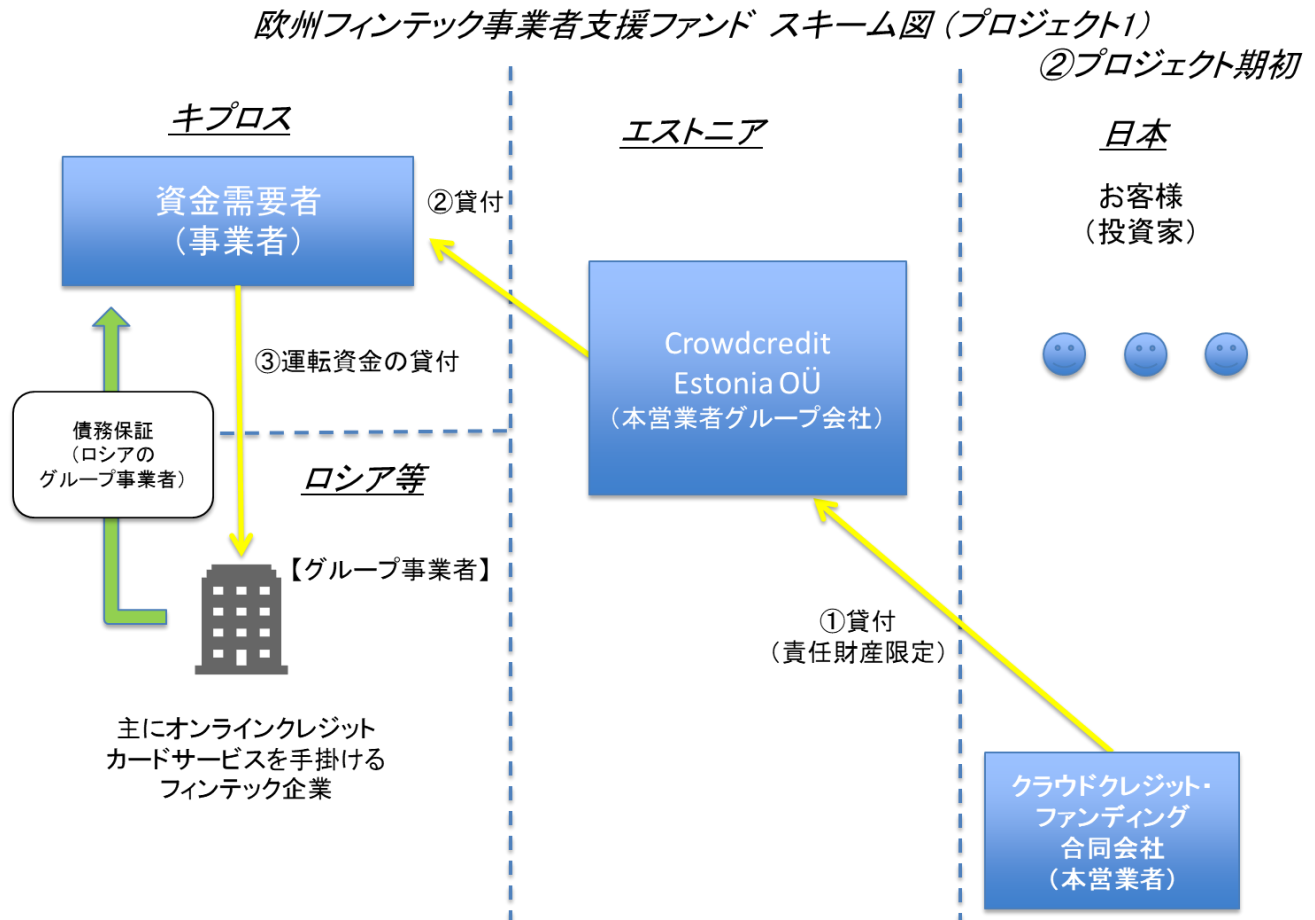 欧州フィンテック事業者支援ファンド スキーム図 (プロジェクト1)
②プロジェクト期初
キプロス
エストニア
日本
資金需要者
(事業者)
②貸付
お客様
(投資家)
③運転資金の貸付
Crowdcredit
Estonia OÜ
(本営業者グループ会社)
債務保証
(ロシアの
グループ事業者)
ロシア等
【グループ事業者】
①貸付
(責任財産限定)
主にオンラインクレジット
カードサービスを手掛ける
フィンテック企業
クラウドクレジット・
ファンディング
合同会社
(本営業者)